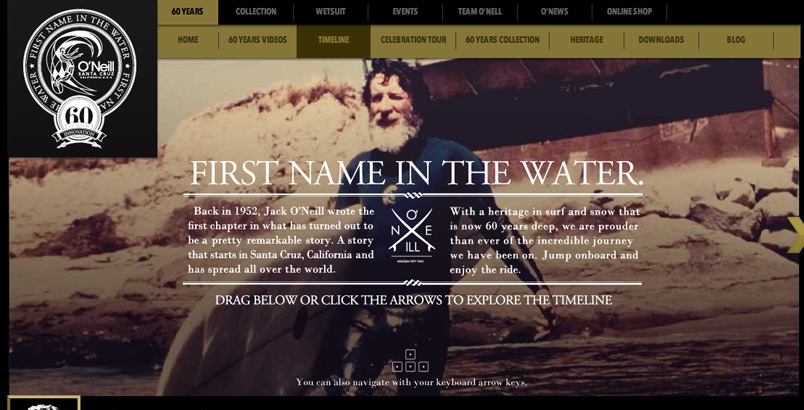 60 YEARS
COLLECTION
WETSUIT
EVENTS
TEAM O'NEILL
O'NEWS
ONLINE SHOP
HOME
60 YEARS VIDEOS
TIMELINE
CELEBRATION TOUR
60 YEARS COLLECTION
HERITAGE
DOWNLOADS
BLOG
FIRST NAME IN THE WATER
FIRST NA
WATER
O'Neill
SANTA CRUZ
CALIFORNIA U.S.A
60
INNOVATION
FIRST NAME IN THE WATER.
Back in 1952, Jack O'Neill wrote the
first chapter in what has turned out to
be a pretty remarkable story. A story
that starts in Santa Cruz, California and
has spread all over the world.
O'
N E
ILL
With a heritage in surf and snow that
is now 60 years deep, we are prouder
than ever of the incredible journey
we have been on. Jump onboard and
enjoy the ride.
DRAG BELOW OR CLICK THE ARROWS TO EXPLORE THE TIMELINE
You can also navigate with your keyboard arrow keys.